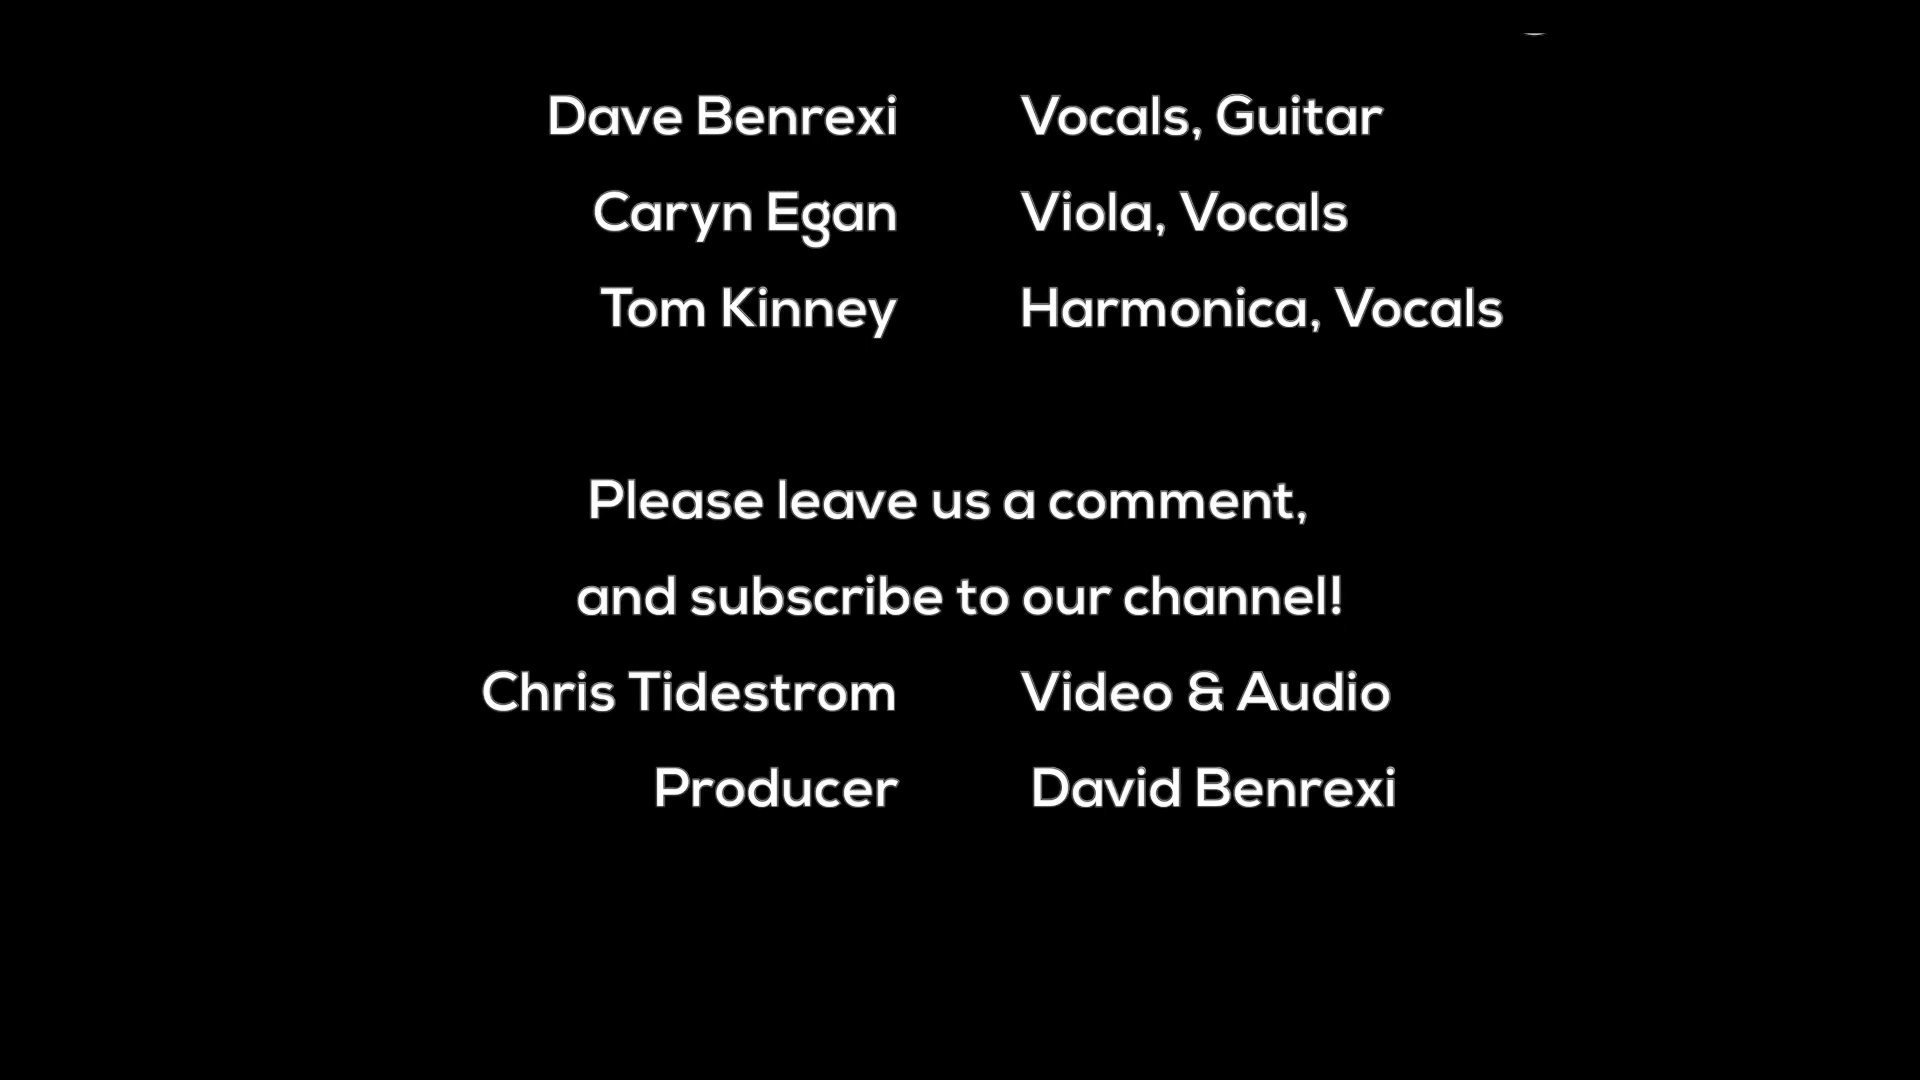 Dave Benrexi Vocals, Guitar
Caryn Egan Viola, Vocals
Tom Kinney Harmonica, Vocals
Please leave us a comment,
and subscribe to our channel!
Chris Tidestrom Video & Audio
Producer David Benrexi